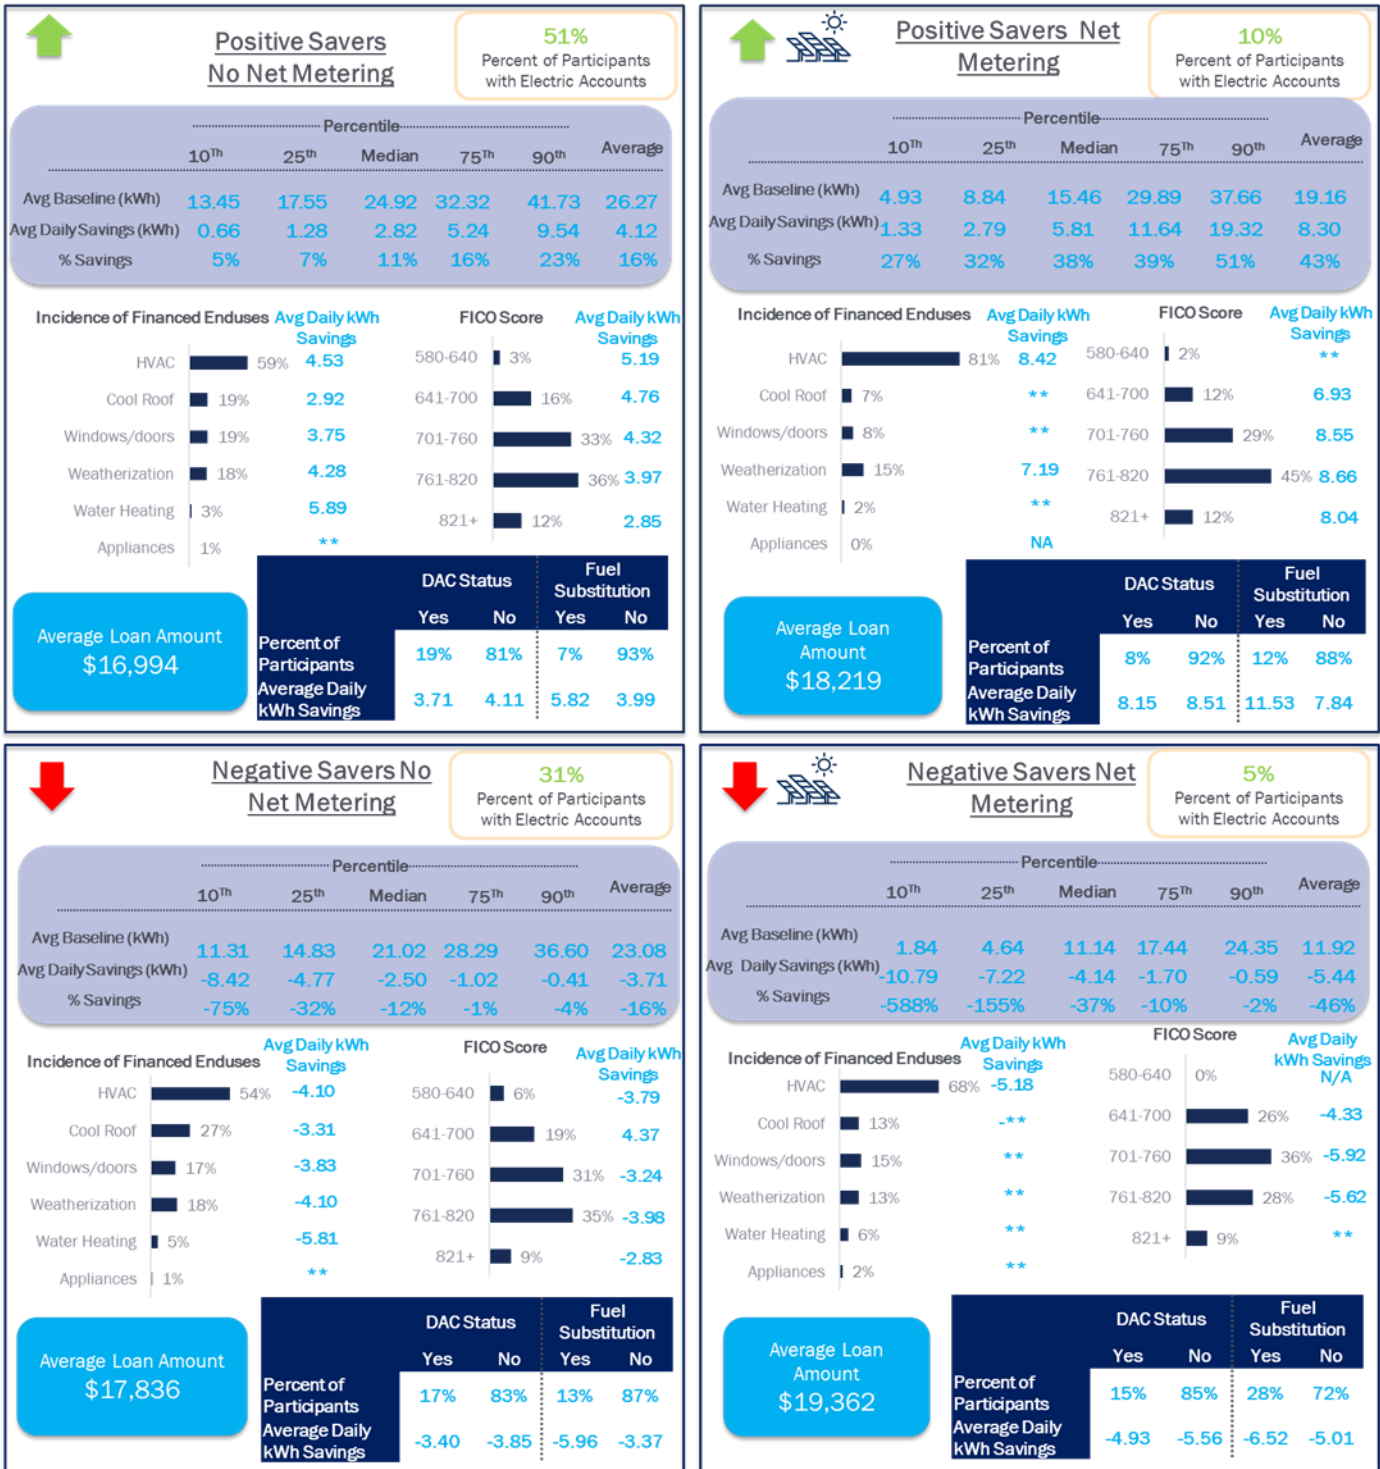 Positive Savers
No Net Metering
51%
Percent of Participants
with Electric Accounts
Percentile
10Th 25th Median 75Th 90th Average
Avg Baseline (kWh) 13.45 17.55 24.92 32.32 41.73 26.27
Avg Daily Savings (kWh) 0.66 1.28 2.82 5.24 9.54 4.12
% Savings 5% 7% 11% 16% 23% 16%
Incidence of Financed Enduses Avg Daily kWh
Savings
HVAC 59% 4.53
Cool Roof 19% 2.92
Windows/doors 19% 3.75
Weatherization 18% 4.28
Water Heating 3% 5.89
Appliances 1% **
FICO Score Avg Daily kWh
Savings
580-640 3% 5.19
641-700 16% 4.76
701-760 33% 4.32
761-820 36% 3.97
821+ 12% 2.85
Average Loan Amount
$16,994
DAC Status Fuel
Substitution
Yes No Yes No
Percent of
Participants 19% 81% 7% 93%
Average Daily
kWh Savings 3.71 4.11 5.82 3.99
Positive Savers Net
Metering
10%
Percent of Participants
with Electric Accounts
Percentile
10Th 25th Median 75Th 90th Average
Avg Baseline (kWh) 4.93 8.84 15.46 29.89 37.66 19.16
Avg Daily Savings (kWh) 1.33 2.79 5.81 11.64 19.32 8.30
% Savings 27% 32% 38% 39% 51% 43%
Incidence of Financed Enduses Avg Daily kWh
Savings
HVAC 81% 8.42
Cool Roof 7% **
Windows/doors 8% **
Weatherization 15% 7.19
Water Heating 2% **
Appliances 0% NA
FICO Score Avg Daily kWh
Savings
580-640 2% **
641-700 12% 6.93
701-760 29% 8.55
761-820 45% 8.66
821+ 12% 8.04
Average Loan
Amount
$18,219
DAC Status Fuel
Substitution
Yes No Yes No
Percent of
Participants 8% 92% 12% 88%
Average Daily
kWh Savings 8.15 8.51 11.53 7.84
Negative Savers No
Net Metering
31%
Percent of Participants
with Electric Accounts
Percentile
10Th 25th Median 75Th 90th Average
Avg Baseline (kWh) 11.31 14.83 21.02 28.29 36.60 23.08
Avg Daily Savings (kWh) -8.42 -4.77 -2.50 -1.02 -0.41 -3.71
% Savings -75% -32% -12% -1% -4% -16%
Incidence of Financed Enduses Avg Daily kWh
Savings
HVAC 54% -4.10
Cool Roof 27% -3.31
Windows/doors 17% -3.83
Weatherization 18% -4.10
Water Heating 5% -5.81
Appliances 1% **
FICO Score Avg Daily kWh
Savings
580-640 6% -3.79
641-700 19% 4.37
701-760 31% -3.24
761-820 35% -3.98
821+ 9% -2.83
Average Loan Amount
$17,836
DAC Status Fuel
Substitution
Yes No Yes No
Percent of
Participants 17% 83% 13% 87%
Average Daily
kWh Savings -3.40 -3.85 -5.96 -3.37
Negative Savers Net
Metering
5%
Percent of Participants
with Electric Accounts
Percentile
10Th 25th Median 75Th 90th Average
Avg Baseline (kWh) 1.84 4.64 11.14 17.44 24.35 11.92
Avg Daily Savings (kWh) -10.79 -7.22 -4.14 -1.70 -0.59 -5.44
% Savings -588% -155% -37% -10% -2% -46%
Incidence of Financed Enduses Avg Daily kWh
Savings
HVAC 68% -5.18
Cool Roof 13% -**
Windows/doors 15% **
Weatherization 13% **
Water Heating 6% **
Appliances 2% **
FICO Score Avg Daily
kWh Savings
580-640 0% N/A
641-700 26% -4.33
701-760 36% -5.92
761-820 28% -5.62
821+ 9% **
Average Loan
Amount
$19,362
DAC Status Fuel
Substitution
Yes No Yes No
Percent of
Participants 15% 85% 28% 72%
Average Daily
kWh Savings -4.93 -5.56 -6.52 -5.01